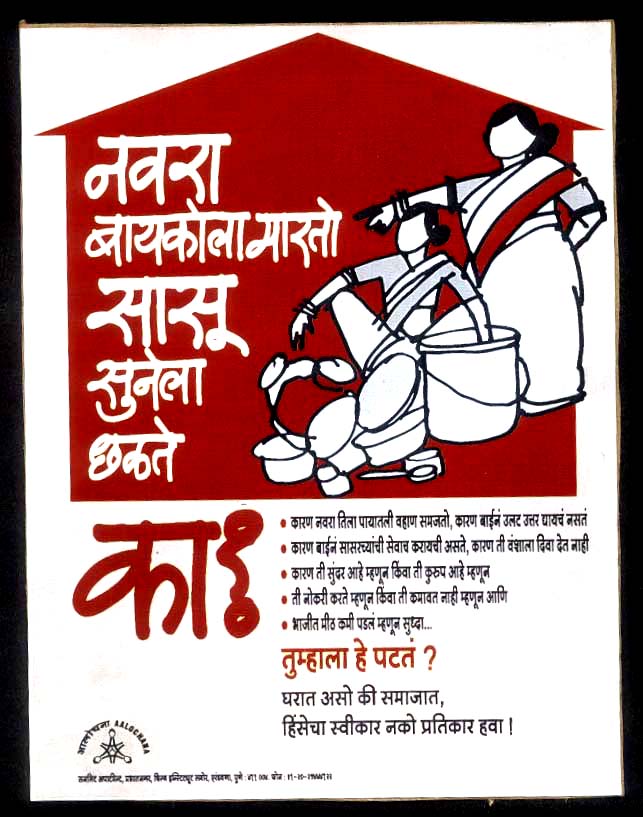 नवरा
बायकोला मारतो
सासू
सुनेला
छळते
का?
• कारण नवरा तिला पायातली वहाण समजतो, कारण बाईनं उलट उत्तर द्यायचं नसतं
• कारण बाईनं सासरच्यांची सेवाच करायची असते, कारण ती वंशाला दिवा देत नाही
• कारण ती सुंदर आहे म्हणून किंवा ती कुरुप आहे म्हणून
• ती नोकरी करते म्हणून किंवा ती कमावत नाही म्हणून आणि
• भाजीत मीठ कमी पडलं म्हणून सुध्दा...
तुम्हाला हे पटतं ?
घरात असो की समाजात,
हिंसेचा स्वीकार नको प्रतिकार हवा !
आलोचना AALOCHANA